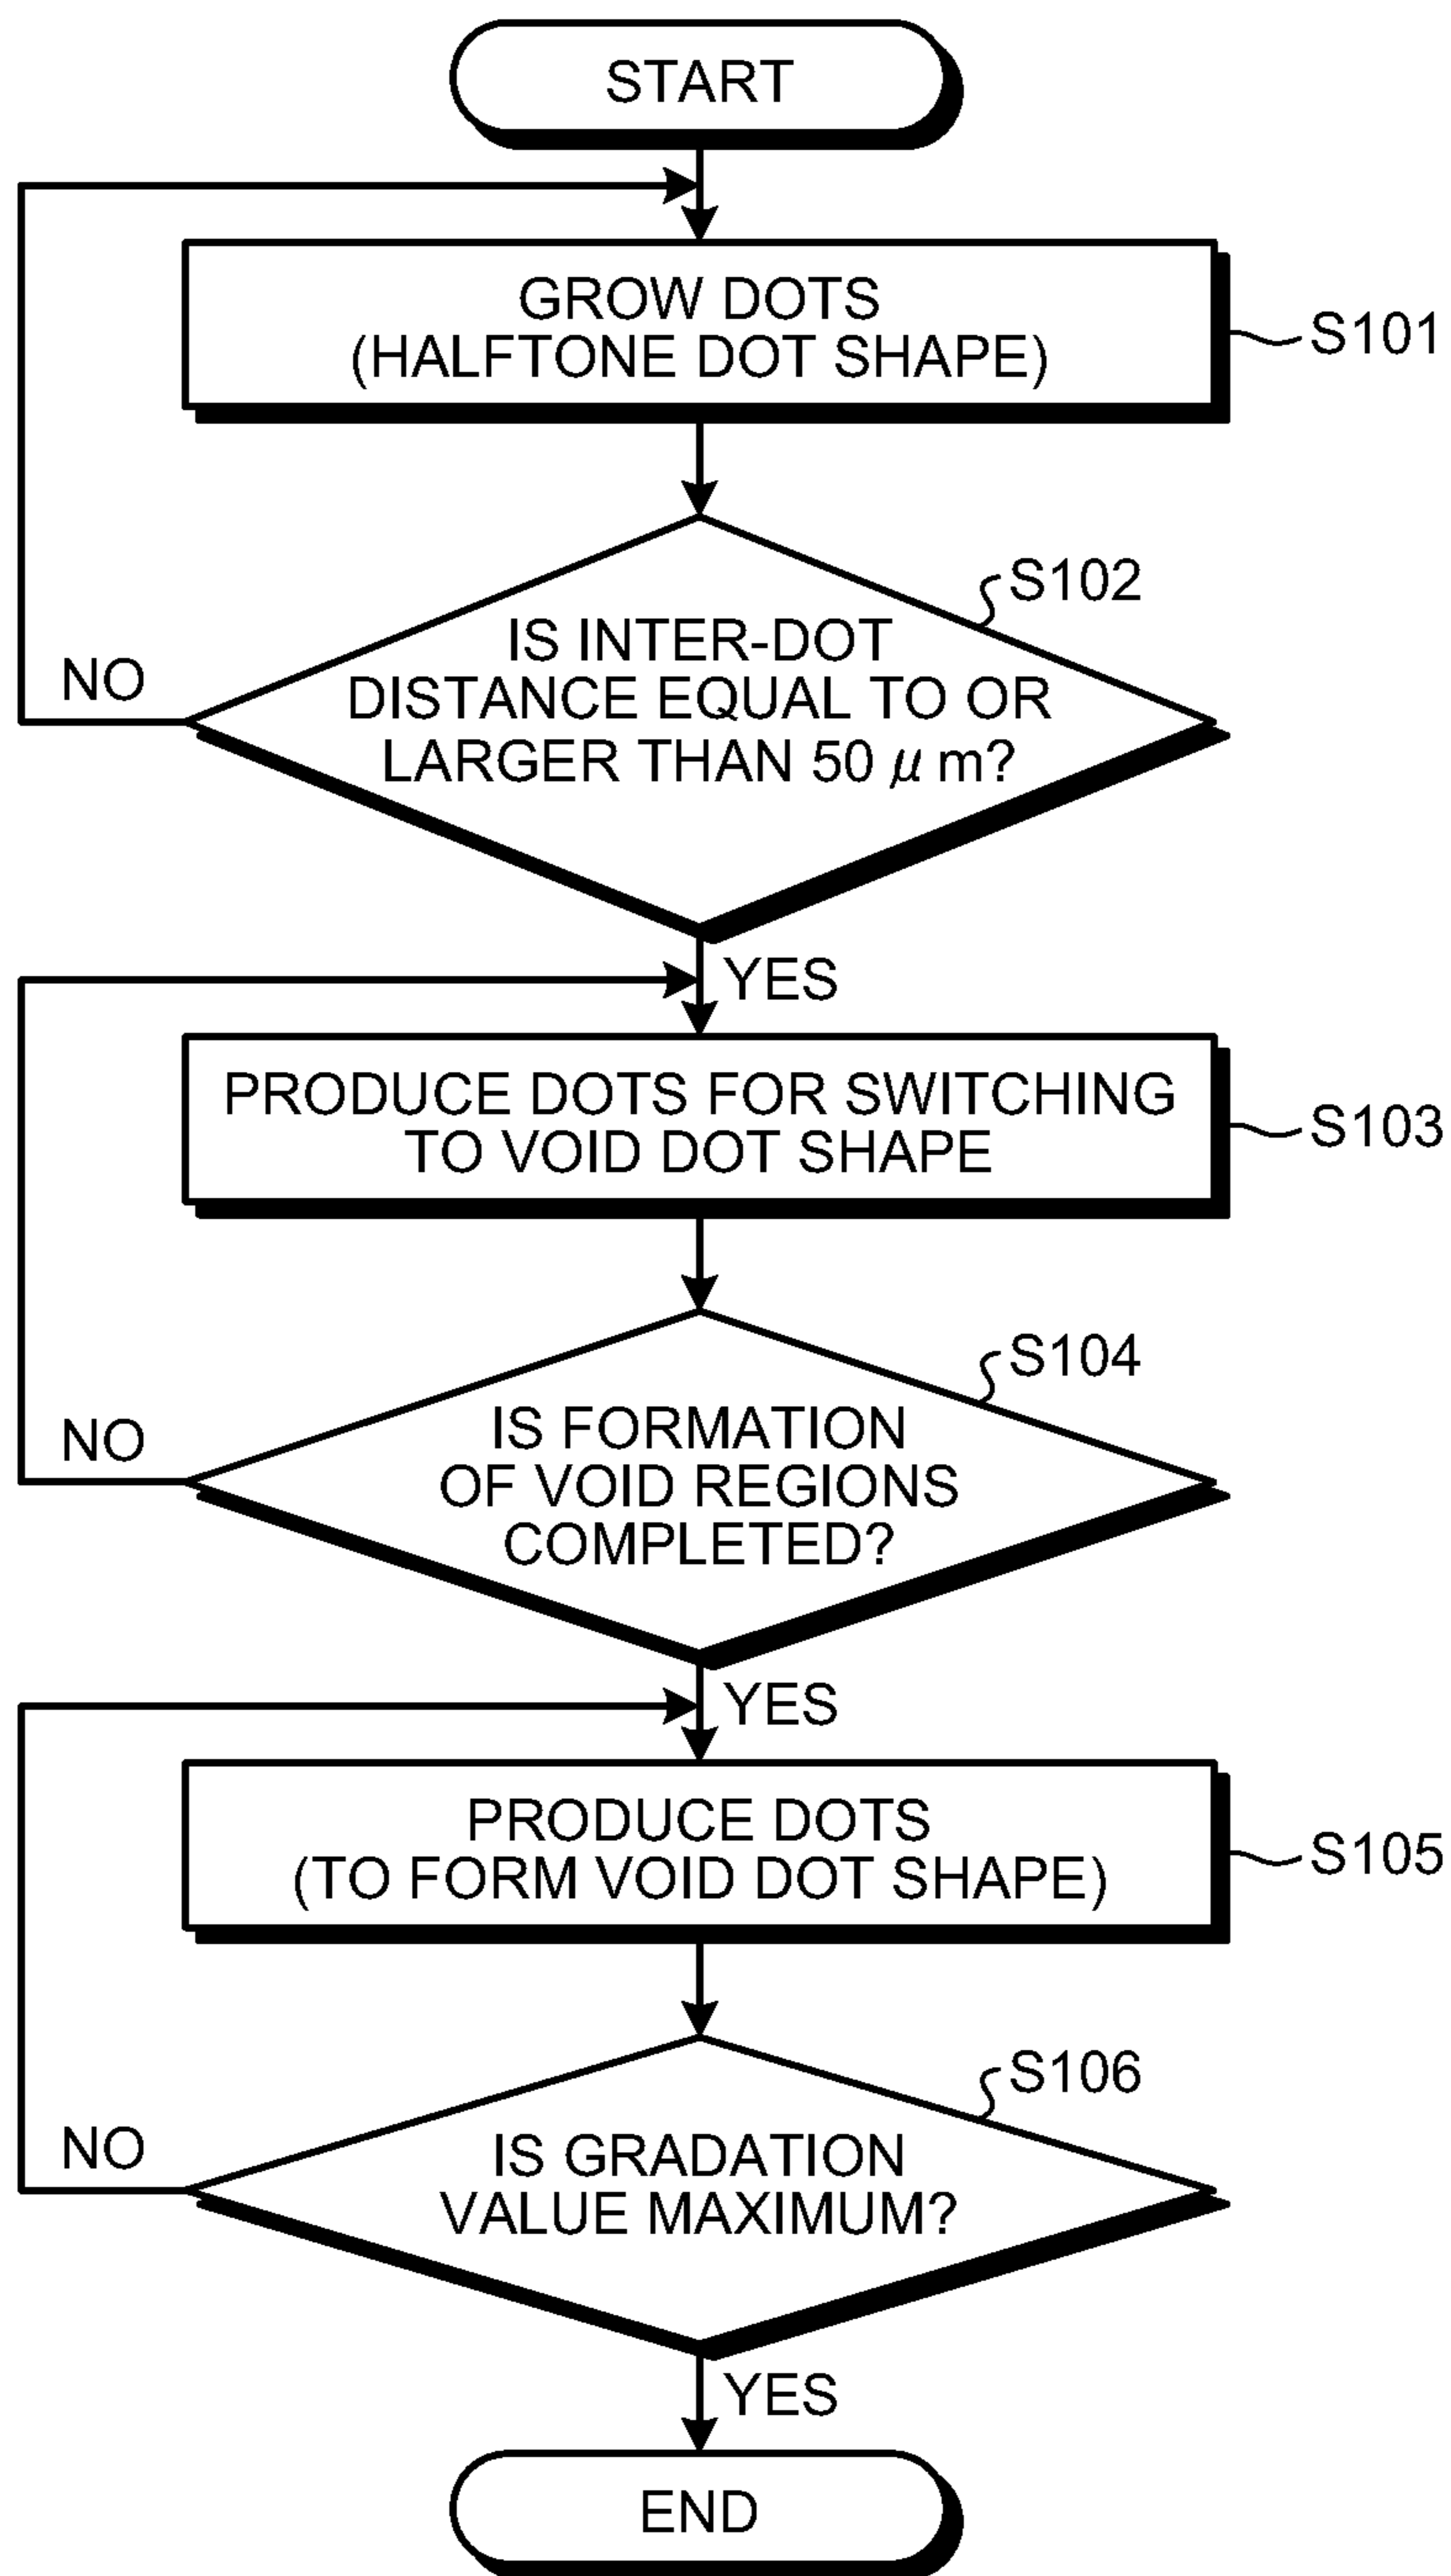 START
GROW DOTS
(HALFTONE DOT SHAPE)
S101
S102
IS INTER-DOT
DISTANCE EQUAL TO OR
LARGER THAN 50 μm?
NO
YES
PRODUCE DOTS FOR SWITCHING
TO VOID DOT SHAPE
S103
S104
IS FORMATION
OF VOID REGIONS
COMPLETED?
NO
YES
PRODUCE DOTS
(TO FORM VOID DOT SHAPE)
S105
S106
IS GRADATION
VALUE MAXIMUM?
NO
YES
END